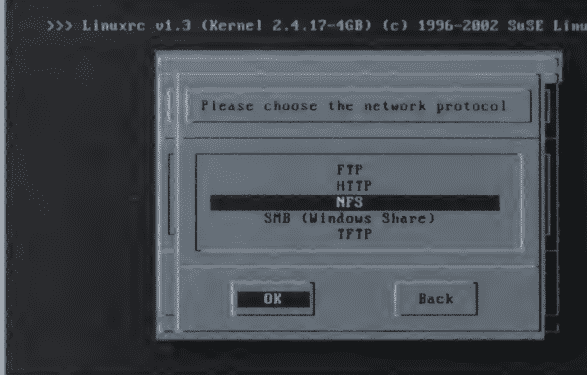 >>> Linuxrc v1.3 (Kernel 2.4.17-4GB) (c) 1996-2002 SuSE Linu
Please choose the network protocol
FTP
HTTP
NFS
SMB (Windows Share)
TFTP
OK Back